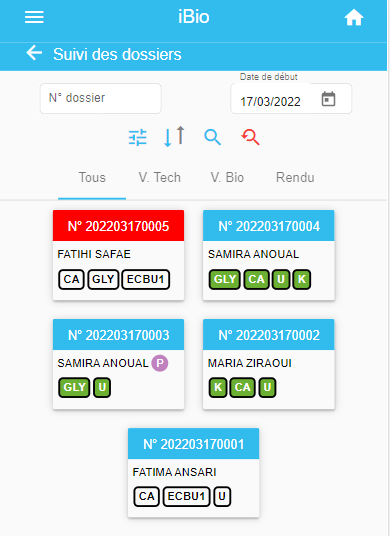 iBio
Suivi des dossiers
N° dossier
Date de début
17/03/2022
Tous V. Tech V. Bio Rendu
N° 202203170005
FATIHI SAFAE
CA GLY ECBU1
N° 202203170004
SAMIRA ANOUAL
GLY CA U K
N° 202203170003
SAMIRA ANOUAL P
GLY U
N° 202203170002
MARIA ZIRAOUI
K CA U
N° 202203170001
FATIMA ANSARI
CA ECBU1 U